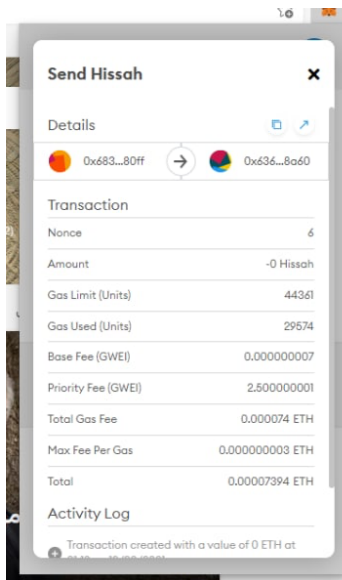 Send Hissah
Details
0x683...80ff 0x636...8a60
Transaction
Nonce 6
Amount -0 Hissah
Gas Limit (Units) 44361
Gas Used (Units) 29574
Base Fee (GWEI) 0.000000007
Priority Fee (GWEI) 2.500000001
Total Gas Fee 0.000074 ETH
Max Fee Per Gas 0.000000003 ETH
Total 0.00007394 ETH
Activity Log
Transaction created with a value of 0 ETH at